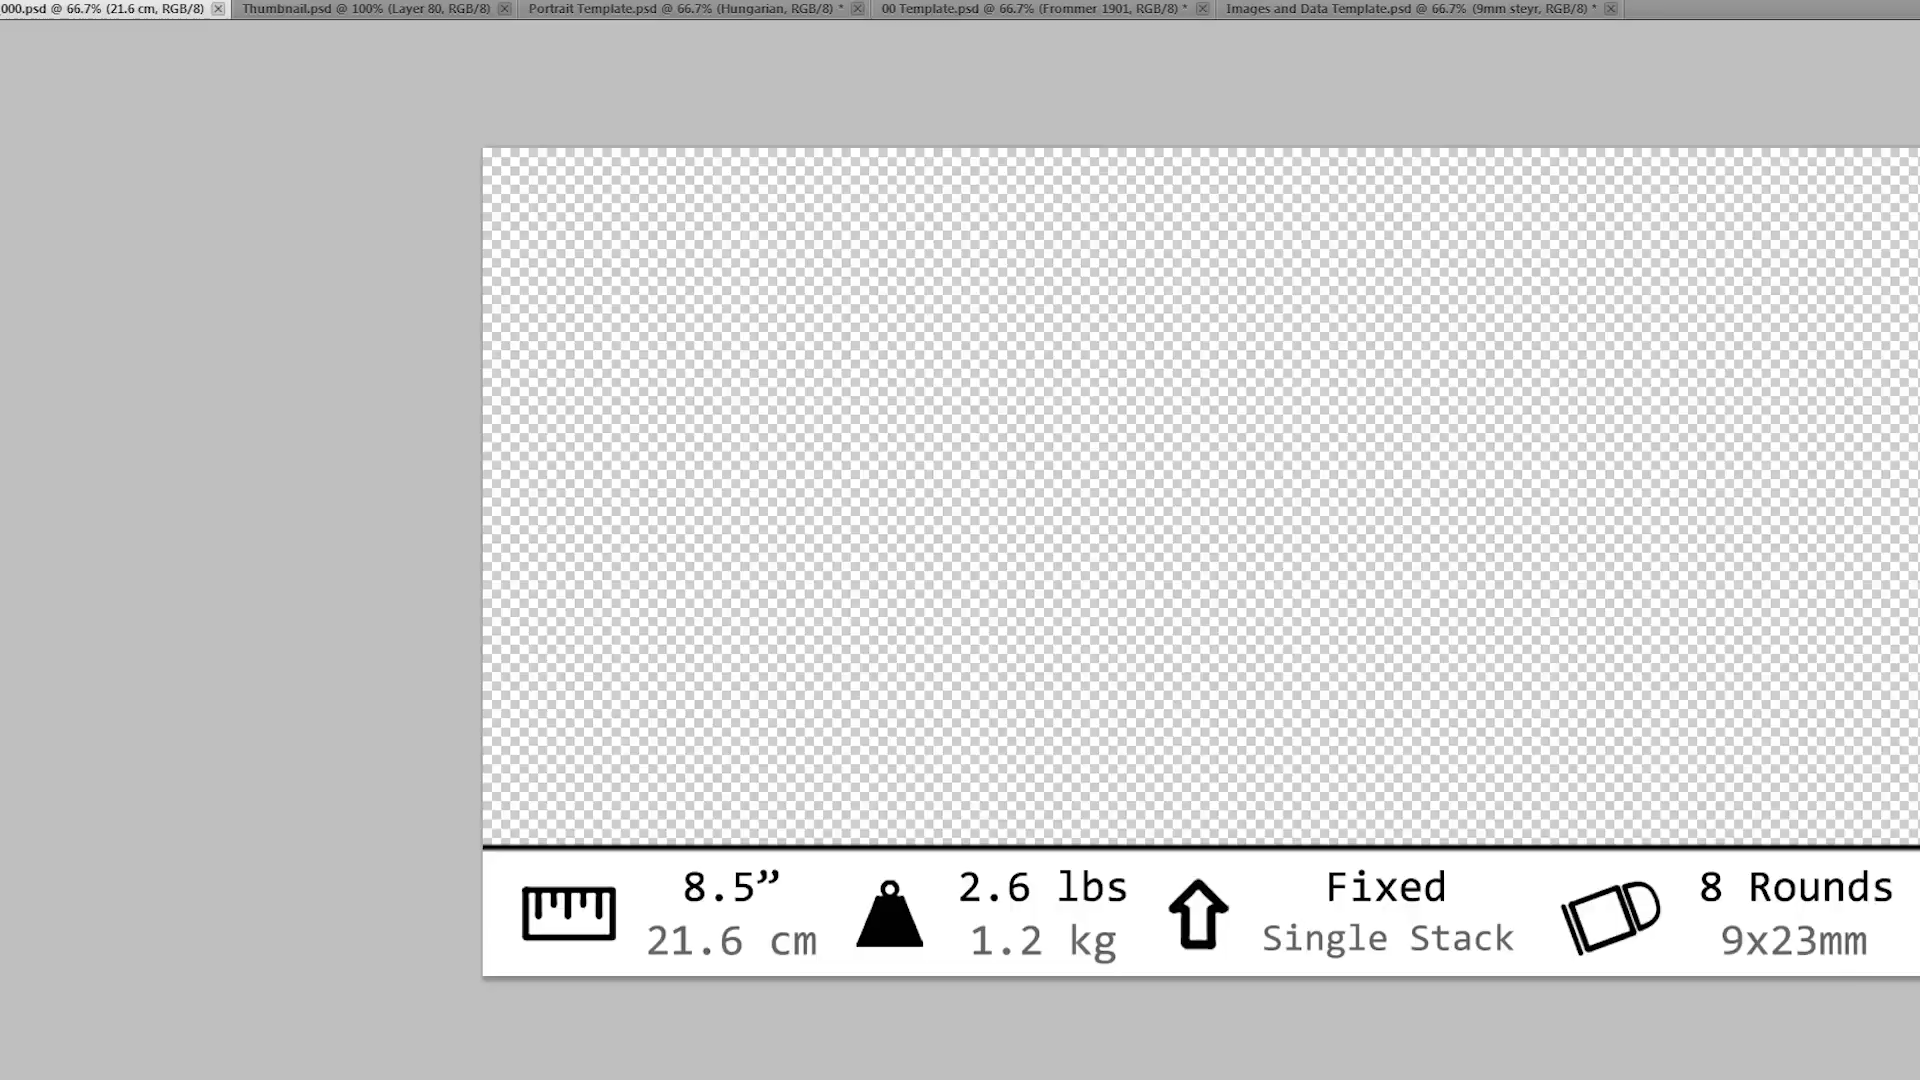 000.psd @ 66.7% (21.6 cm, RGB/8)
Thumbnail.psd @ 100% (Layer 80, RGB/8)
Portrait Template.psd @ 66.7% (Hungarian, RGB/8) *
00 Template.psd @ 66.7% (Frommer 1901, RGB/8) *
Images and Data Template.psd @ 66.7% (9mm steyr, RGB/8) *
8.5”
21.6 cm
2.6 lbs
1.2 kg
Fixed
Single Stack
8 Rounds
9x23mm